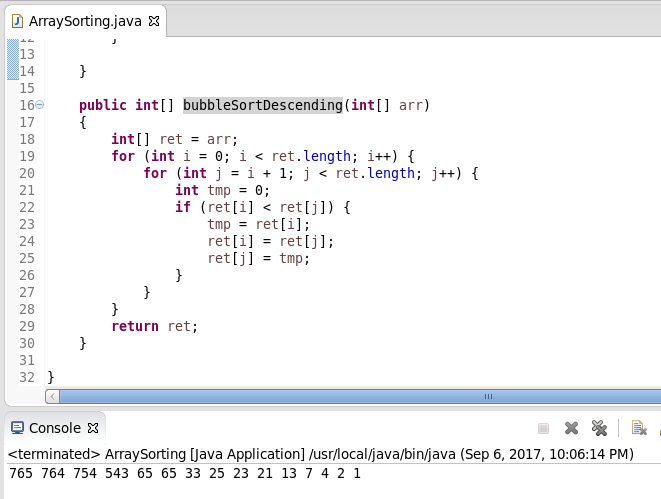 ArraySorting.java
12 }
13
14 }
15
16 public int[] bubbleSortDescending(int[] arr)
17 {
18 int[] ret = arr;
19 for (int i = 0; i < ret.length; i++) {
20 for (int j = i + 1; j < ret.length; j++) {
21 int tmp = 0;
22 if (ret[i] < ret[j]) {
23 tmp = ret[i];
24 ret[i] = ret[j];
25 ret[j] = tmp;
26 }
27 }
28 }
29 return ret;
30 }
31
32 }
Console
<terminated> ArraySorting [Java Application] /usr/local/java/bin/java (Sep 6, 2017, 10:06:14 PM)
765 764 754 543 65 65 33 25 23 21 13 7 4 2 1